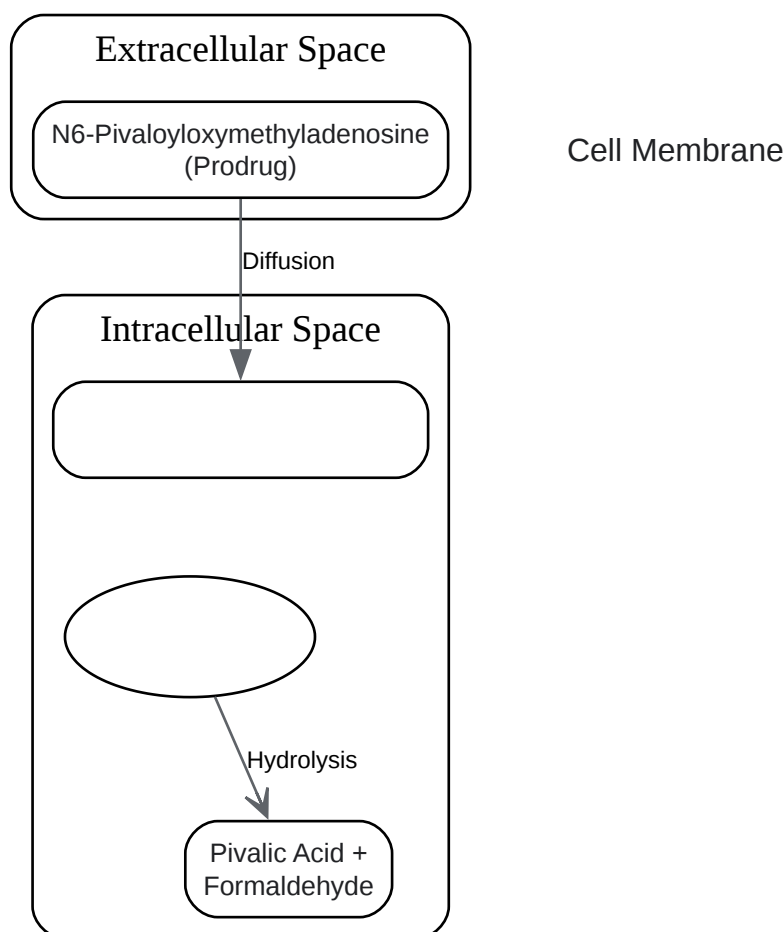 Extracellular Space
N6-Pivaloyloxymethyladenosine
(Prodrug)
Cell Membrane
Diffusion
Intracellular Space
Hydrolysis
Pivalic Acid +
Formaldehyde